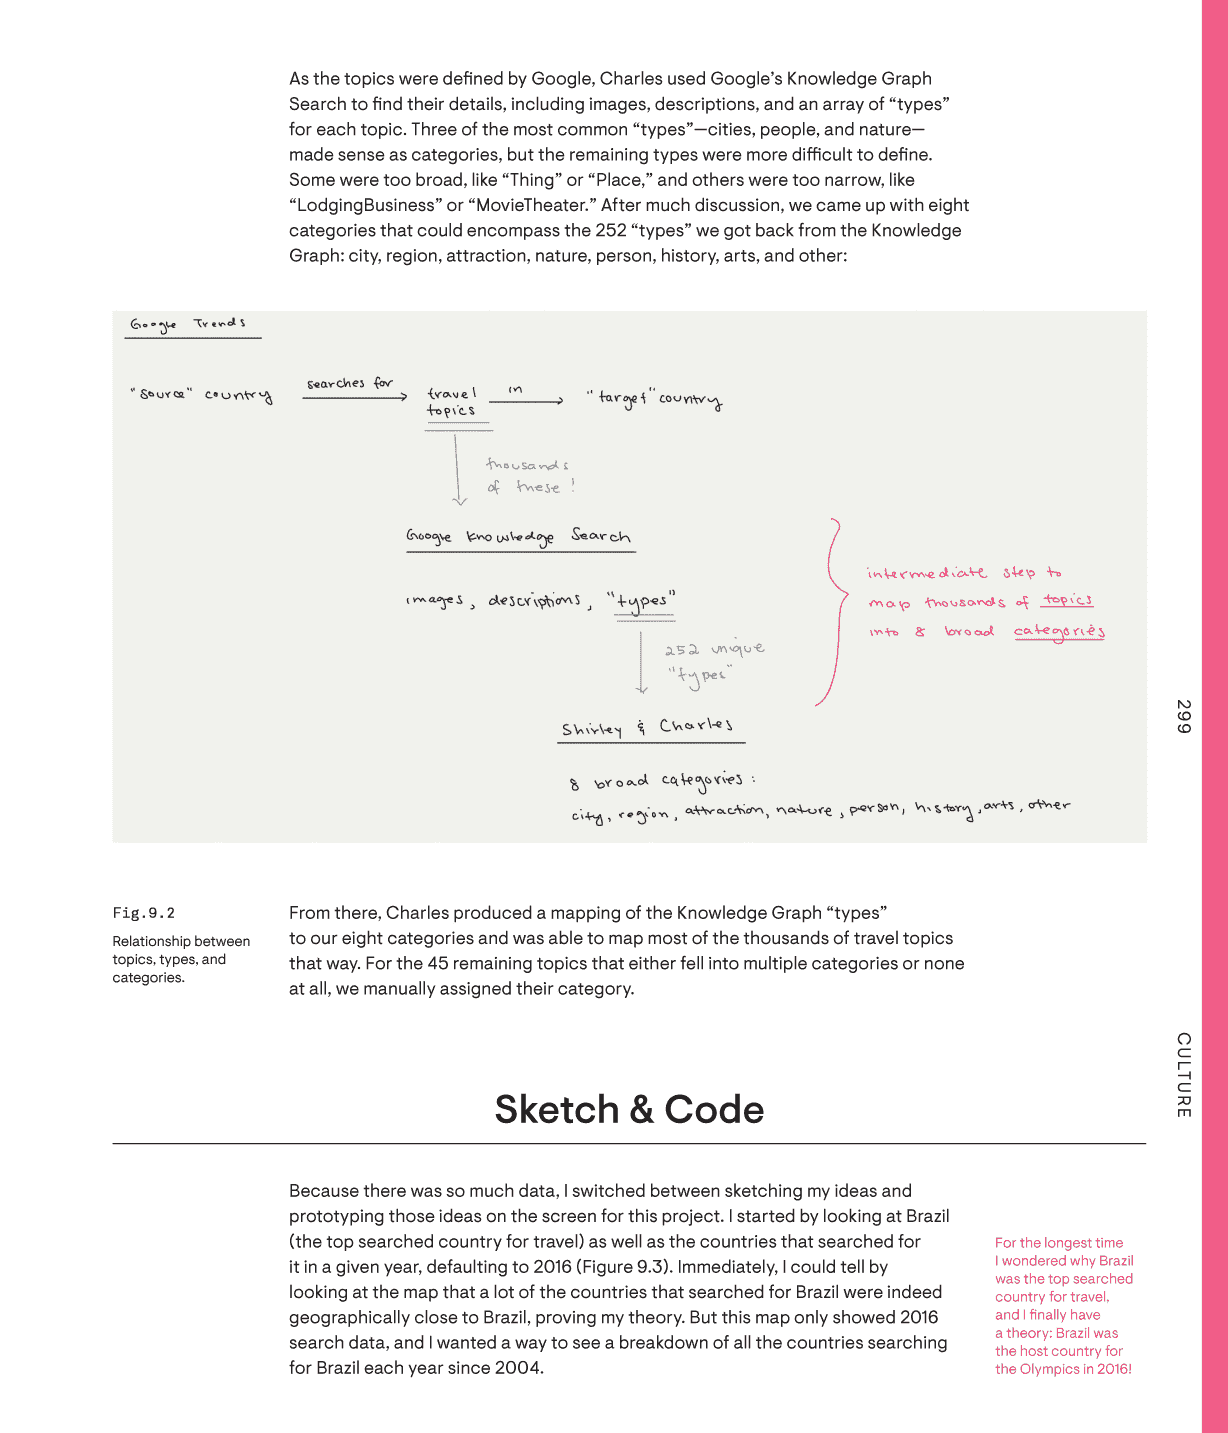 As the topics were defined by Google, Charles used Google’s Knowledge Graph
Search to find their details, including images, descriptions, and an array of “types”
for each topic. Three of the most common “types”—cities, people, and nature—
made sense as categories, but the remaining types were more difficult to define.
Some were too broad, like “Thing” or “Place,” and others were too narrow, like
“LodgingBusiness” or “MovieTheater.” After much discussion, we came up with eight
categories that could encompass the 252 “types” we got back from the Knowledge
Graph: city, region, attraction, nature, person, history, arts, and other:
Google Trends
"source" country
searches for
travel
topics
in
"target" country
thousands
of these!
Google Knowledge Search
images, descriptions, "types"
252 unique
"types"
intermediate step to
map thousands of topics
into 8 broad categories
Shirley & Charles
8 broad categories:
city, region, attraction, nature, person, history, arts, other
299
Fig.9.2
Relationship between
topics, types, and
categories.
From there, Charles produced a mapping of the Knowledge Graph “types”
to our eight categories and was able to map most of the thousands of travel topics
that way. For the 45 remaining topics that either fell into multiple categories or none
at all, we manually assigned their category.
CULTURE
Sketch & Code
Because there was so much data, I switched between sketching my ideas and
prototyping those ideas on the screen for this project. I started by looking at Brazil
(the top searched country for travel) as well as the countries that searched for
it in a given year, defaulting to 2016 (Figure 9.3). Immediately, I could tell by
looking at the map that a lot of the countries that searched for Brazil were indeed
geographically close to Brazil, proving my theory. But this map only showed 2016
search data, and I wanted a way to see a breakdown of all the countries searching
for Brazil each year since 2004.
For the longest time
I wondered why Brazil
was the top searched
country for travel,
and I finally have
a theory: Brazil was
the host country for
the Olympics in 2016!